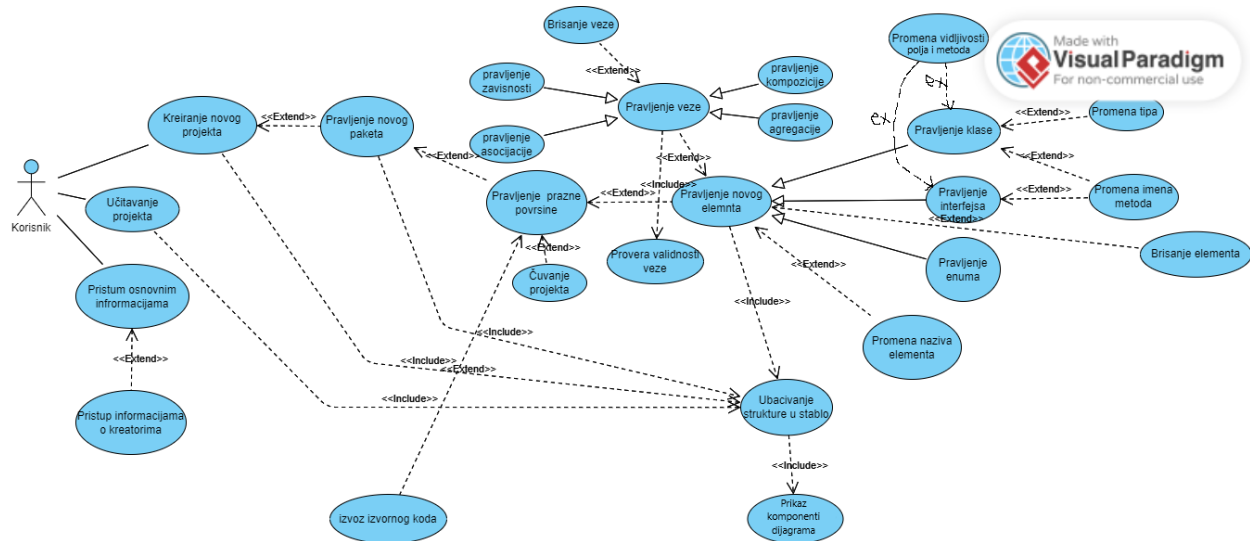 Brisanje veze
<<Extend>>
pravljenje
zavisnosti
pravljenje
asocijacije
Pravljenje veze
pravljenje
kompozicije
pravljenje
agregacije
Promena vidljivosti
polja i metoda
Made with
VisualParadigm
For non-commercial use
ex
ex
Pravljenje klase
<<Extend>>
Promena tipa
<<Extend>>
Promena imena
metoda
<<Extend>>
Pravljenje
interfejsa
<<Extend>>
Brisanje elementa
Pravljenje
enuma
Kreiranje novog
projekta
<<Extend>>
Pravljenje novog
paketa
<<Extend>>
Pravljenje prazne
povrsine
<<Extend>>
<<Include>>
<<Extend>>
Pravljenje novog
elemnta
Korisnik
Učitavanje
projekta
<<Extend>>
Čuvanje
projekta
Provera validnosti
veze
<<Extend>>
Promena naziva
elementa
Pristum osnovnim
infrormacijama
<<Extend>>
Pristup informacijama
o kreatorima
<<Include>>
<<Include>>
<<Extend>>
<<Include>>
<<Include>>
Ubacivanje
strukture u stablo
<<Include>>
Prikaz
komponenti
dijagrama
izvoz izvornog koda